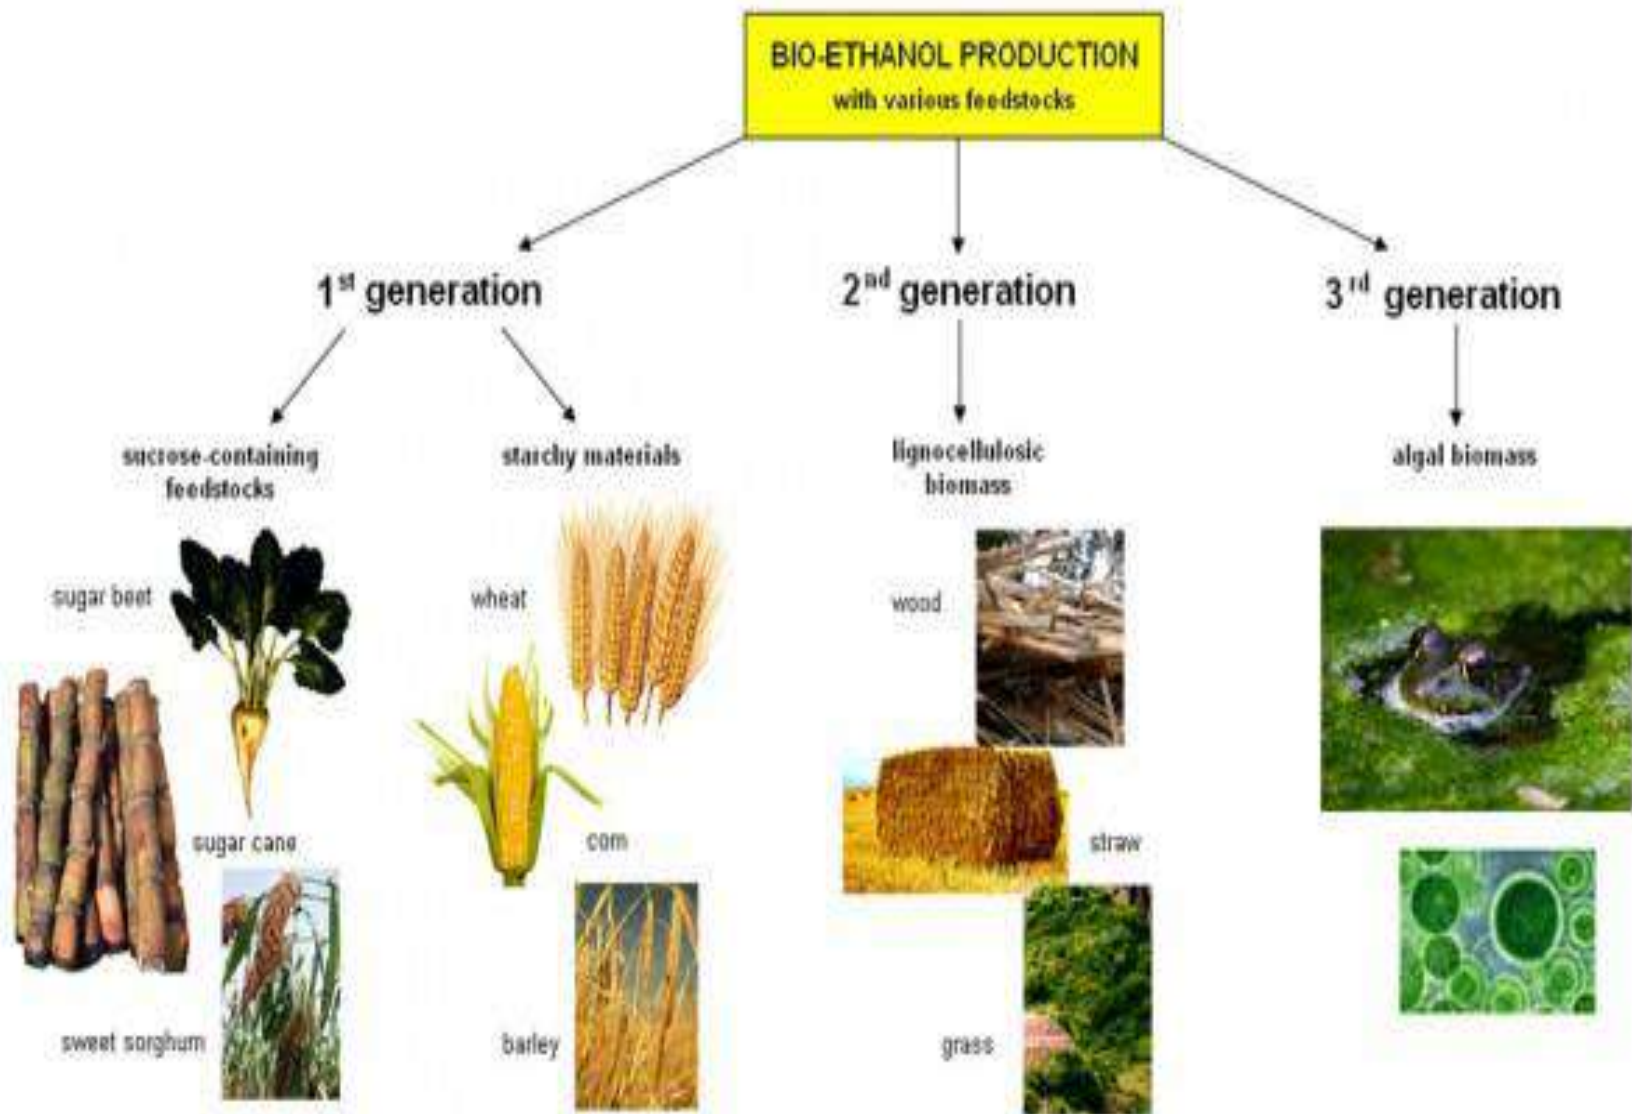 BIO-ETHANOL PRODUCTION
with various feedstocks
1st generation
2nd generation
3rd generation
sucrose-containing
feedstocks
starchy materials
lignocellulosic
biomass
algal biomass
sugar beet
wheat
wood
sugar cane
corn
straw
sweet sorghum
barley
grass